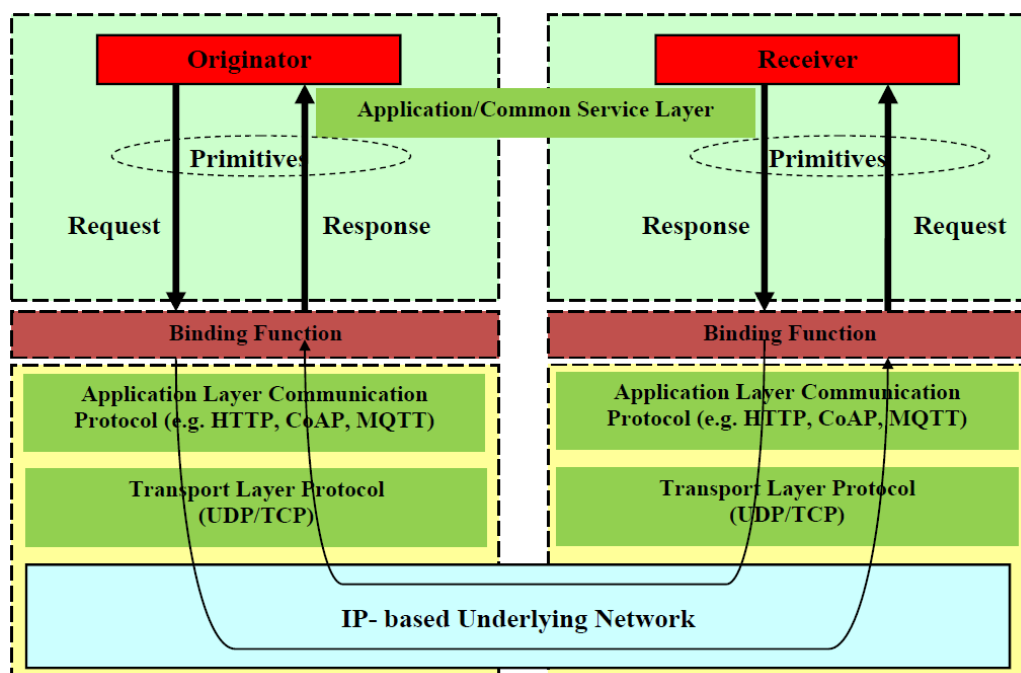 Originator
Receiver
Application/Common Service Layer
Primitives
Primitives
Request
Response
Response
Request
Binding Function
Binding Function
Application Layer Communication
Protocol (e.g. HTTP, CoAP, MQTT)
Application Layer Communication
Protocol (e.g. HTTP, CoAP, MQTT)
Transport Layer Protocol
(UDP/TCP)
Transport Layer Protocol
(UDP/TCP)
IP- based Underlying Network